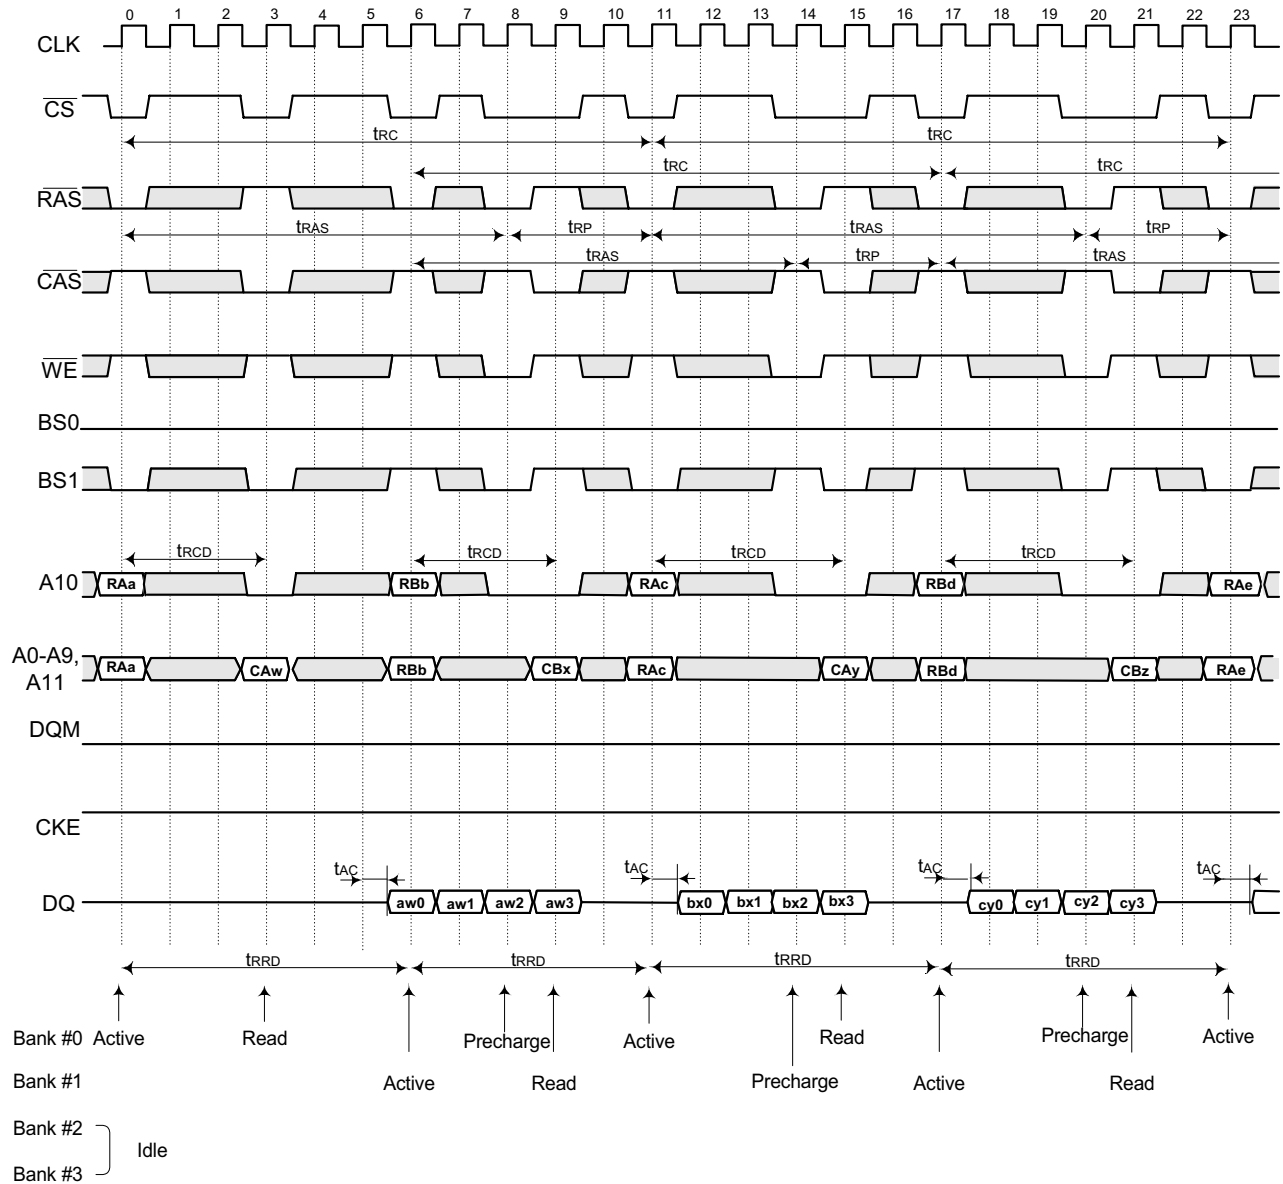 0 1 2 3 4 5 6 7 8 9 10 11 12 13 14 15 16 17 18 19 20 21 22 23
CLK
CS
tRC tRC
tRC tRC
RAS
tRAS tRP tRAS tRP
tRAS tRP tRAS
CAS
WE
BS0
BS1
tRCD tRCD tRCD tRCD
A10 RAa RBb RAc RBd RAe
A0-A9,
A11
RAa CAw RBb CBx RAc CAy RBd CBz RAe
DQM
CKE
tAC tAC tAC tAC
DQ aw0 aw1 aw2 aw3 bx0 bx1 bx2 bx3 cy0 cy1 cy2 cy3
tRRD tRRD tRRD tRRD
Bank #0 Active Read Precharge Active Read Precharge Active
Bank #1 Active Read Precharge Active Read
Bank #2
Idle
Bank #3